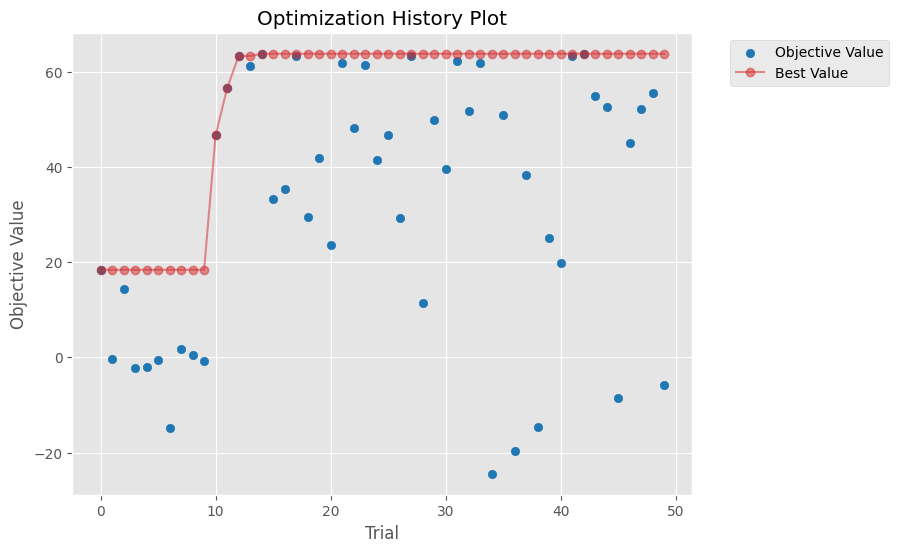 Optimization History Plot
Objective Value
Best Value
Objective Value
60
40
20
0
−20
0 10 20 30 40 50
Trial